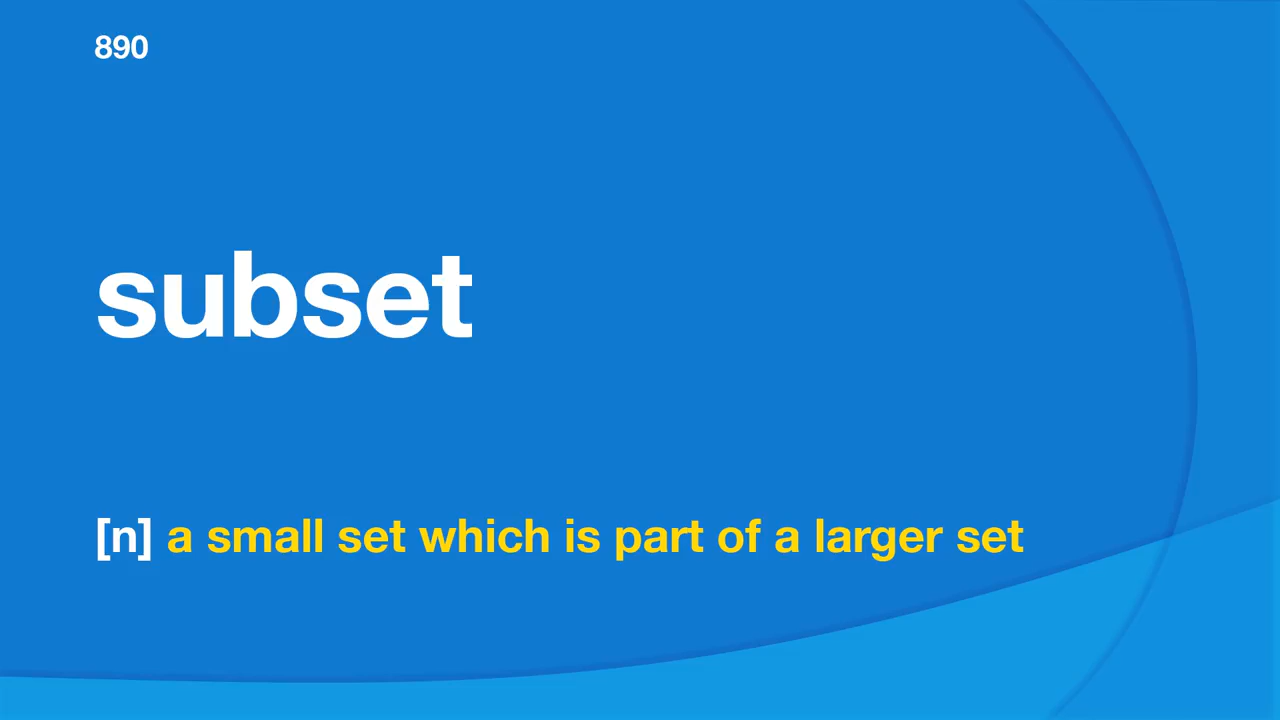 890
subset
[n] a small set which is part of a larger set